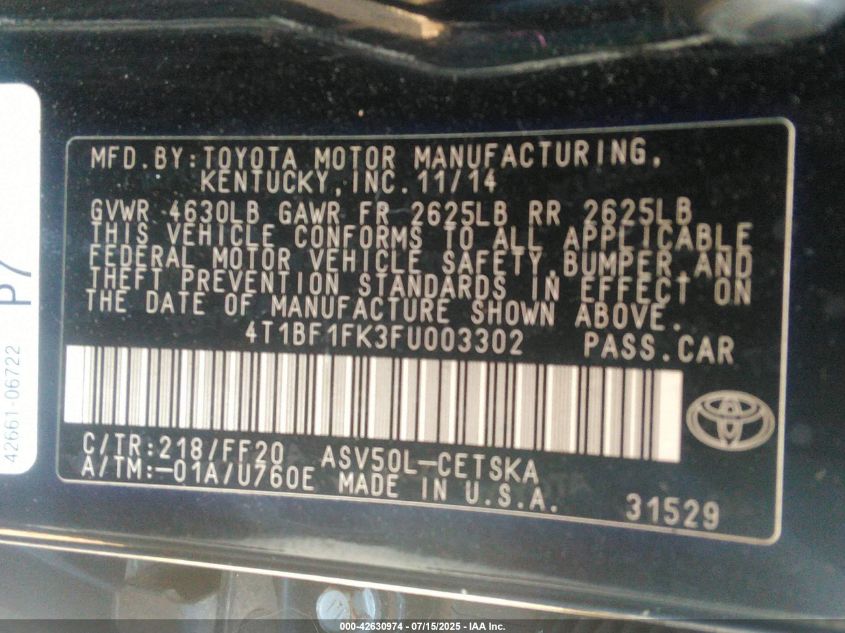 MFD.BY:TOYOTA MOTOR MANUFACTURING,
KENTUCKY,INC.11/14
GVWR 4630LB GAWR FR 2625LB RR 2625LB
THIS VEHICLE CONFORMS TO ALL APPLICABLE
FEDERAL MOTOR VEHICLE SAFETY,BUMPER,AND
THEFT PREVENTION STANDARDS IN EFFECT ON
THE DATE OF MANUFACTURE SHOWN ABOVE.
4T1BF1FK3FU003302 PASS.CAR
C/TR:218/FF20 ASV50L-CETSKA
A/TM:-01A/U760E MADE IN U.S.A.
31529
P7
42661-06722
000-42630974 - 07/15/2025 - IAA Inc.